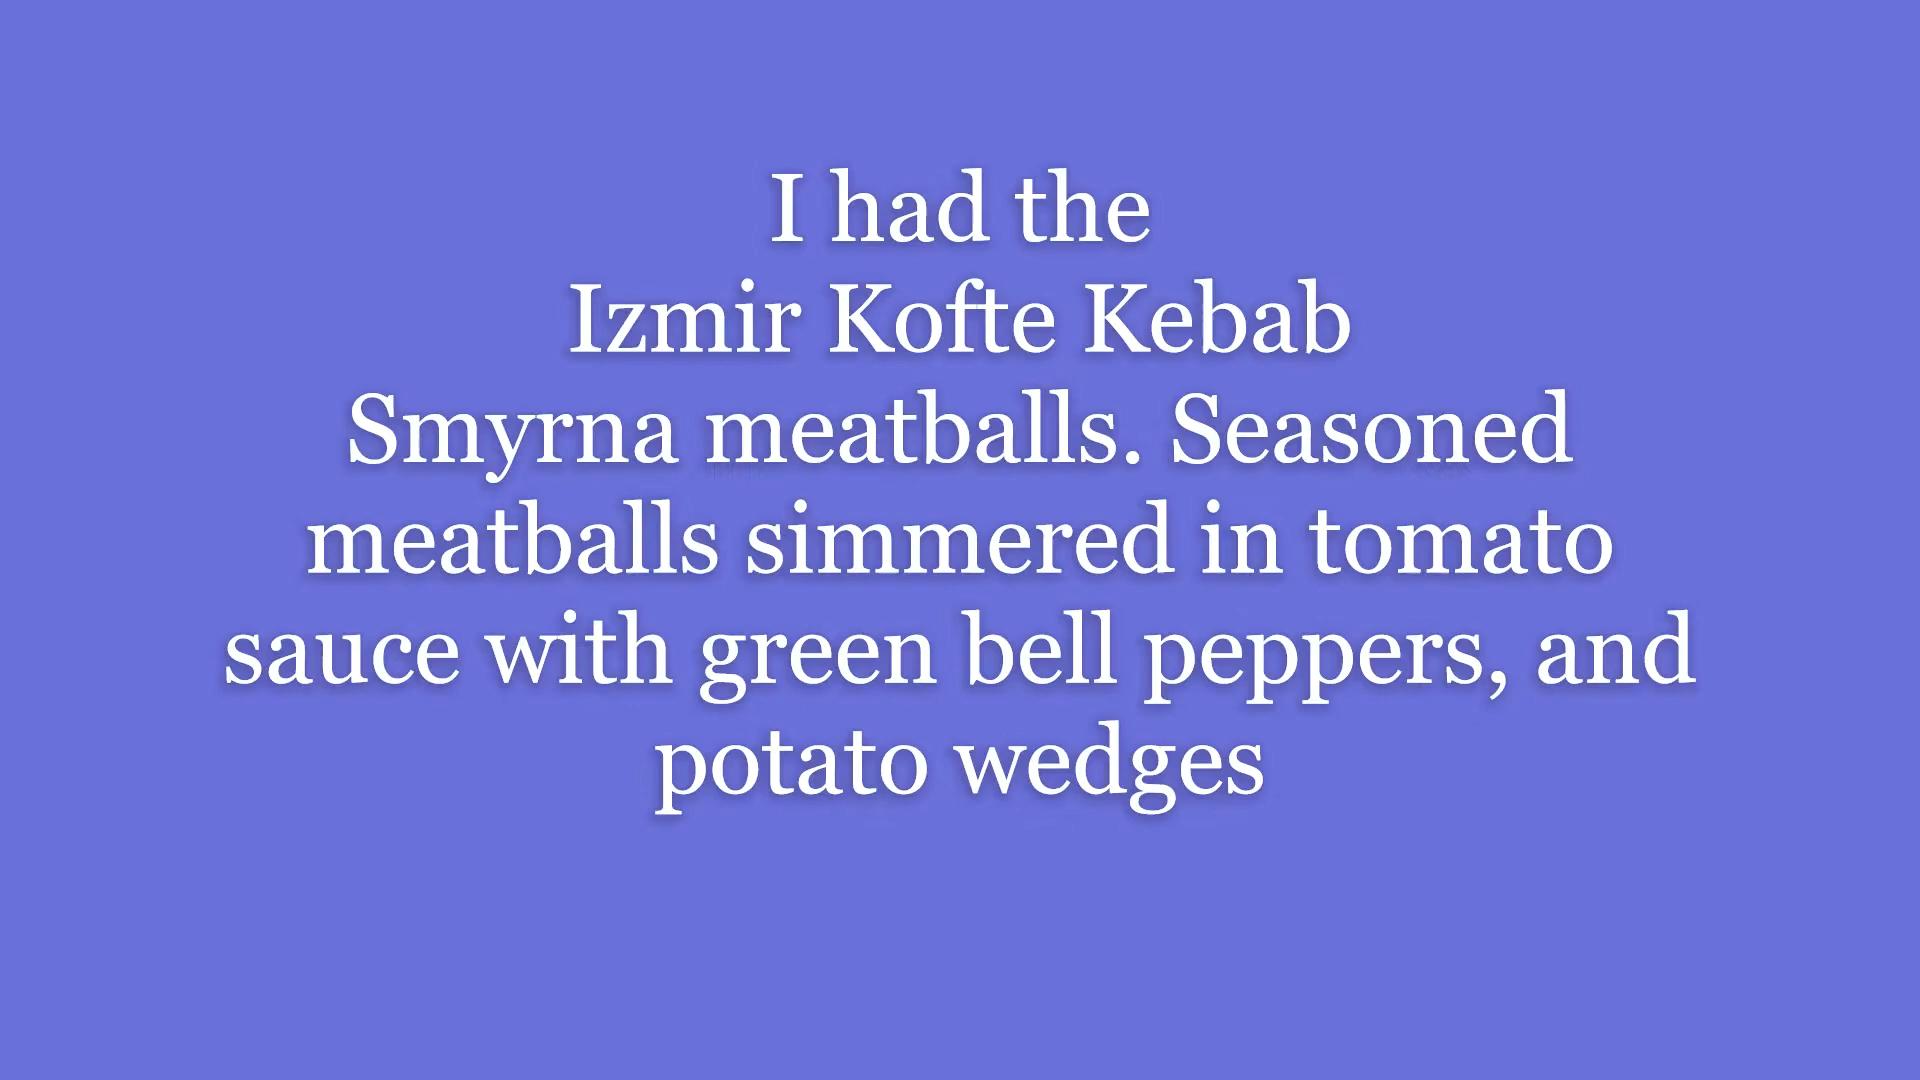 I had the
Izmir Kofte Kebab
Smyrna meatballs. Seasoned
meatballs simmered in tomato
sauce with green bell peppers, and
potato wedges